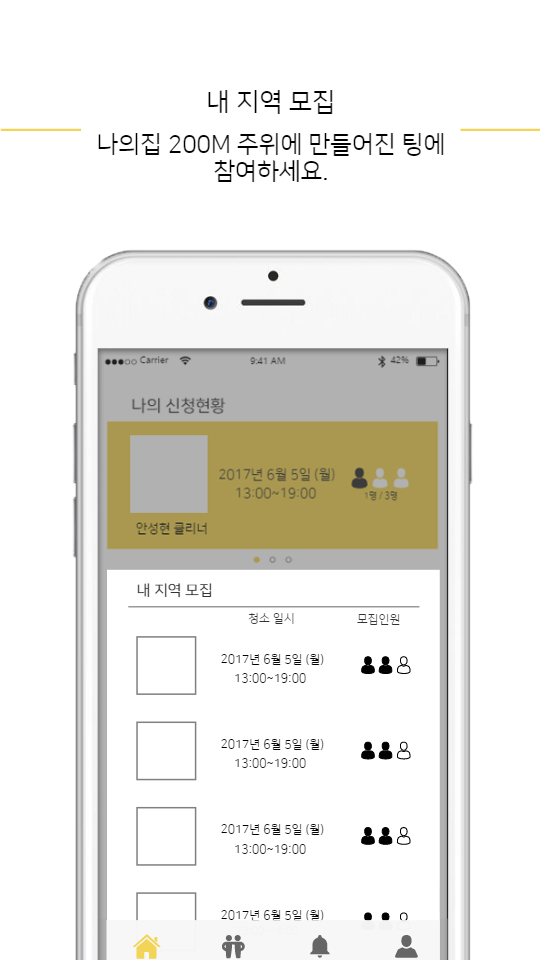 내 지역 모집
나의집 200M 주위에 만들어진 팅에
참여하세요.
Carrier
9:41 AM
42%
나의 신청현황
2017년 6월 5일 (월)
13:00~19:00
1명 / 3명
안성현 클리너
내 지역 모집
청소 일시 모집인원
2017년 6월 5일 (월)
13:00~19:00
2017년 6월 5일 (월)
13:00~19:00
2017년 6월 5일 (월)
13:00~19:00
2017년 6월 5일 (월)